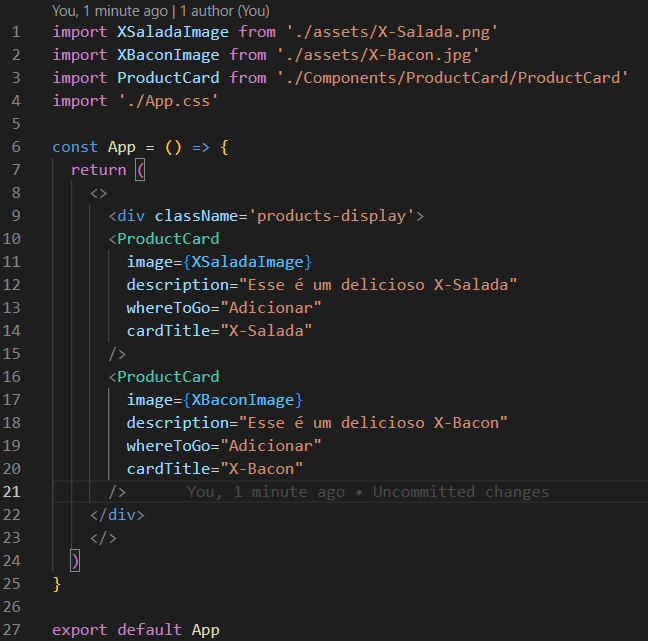 You, 1 minute ago | 1 author (You)
1 import XSaladaImage from './assets/X-Salada.png'
2 import XBaconImage from './assets/X-Bacon.jpg'
3 import ProductCard from './Components/ProductCard/ProductCard'
4 import './App.css'
5
6 const App = () => {
7 return (
8 <>
9 <div className='products-display'>
10 <ProductCard
11 image={XSaladaImage}
12 description="Esse é um delicioso X-Salada"
13 whereToGo="Adicionar"
14 cardTitle="X-Salada"
15 />
16 <ProductCard
17 image={XBaconImage}
18 description="Esse é um delicioso X-Bacon"
19 whereToGo="Adicionar"
20 cardTitle="X-Bacon"
21 /> You, 1 minute ago • Uncommitted changes
22 </div>
23 </>
24 )
25 }
26
27 export default App